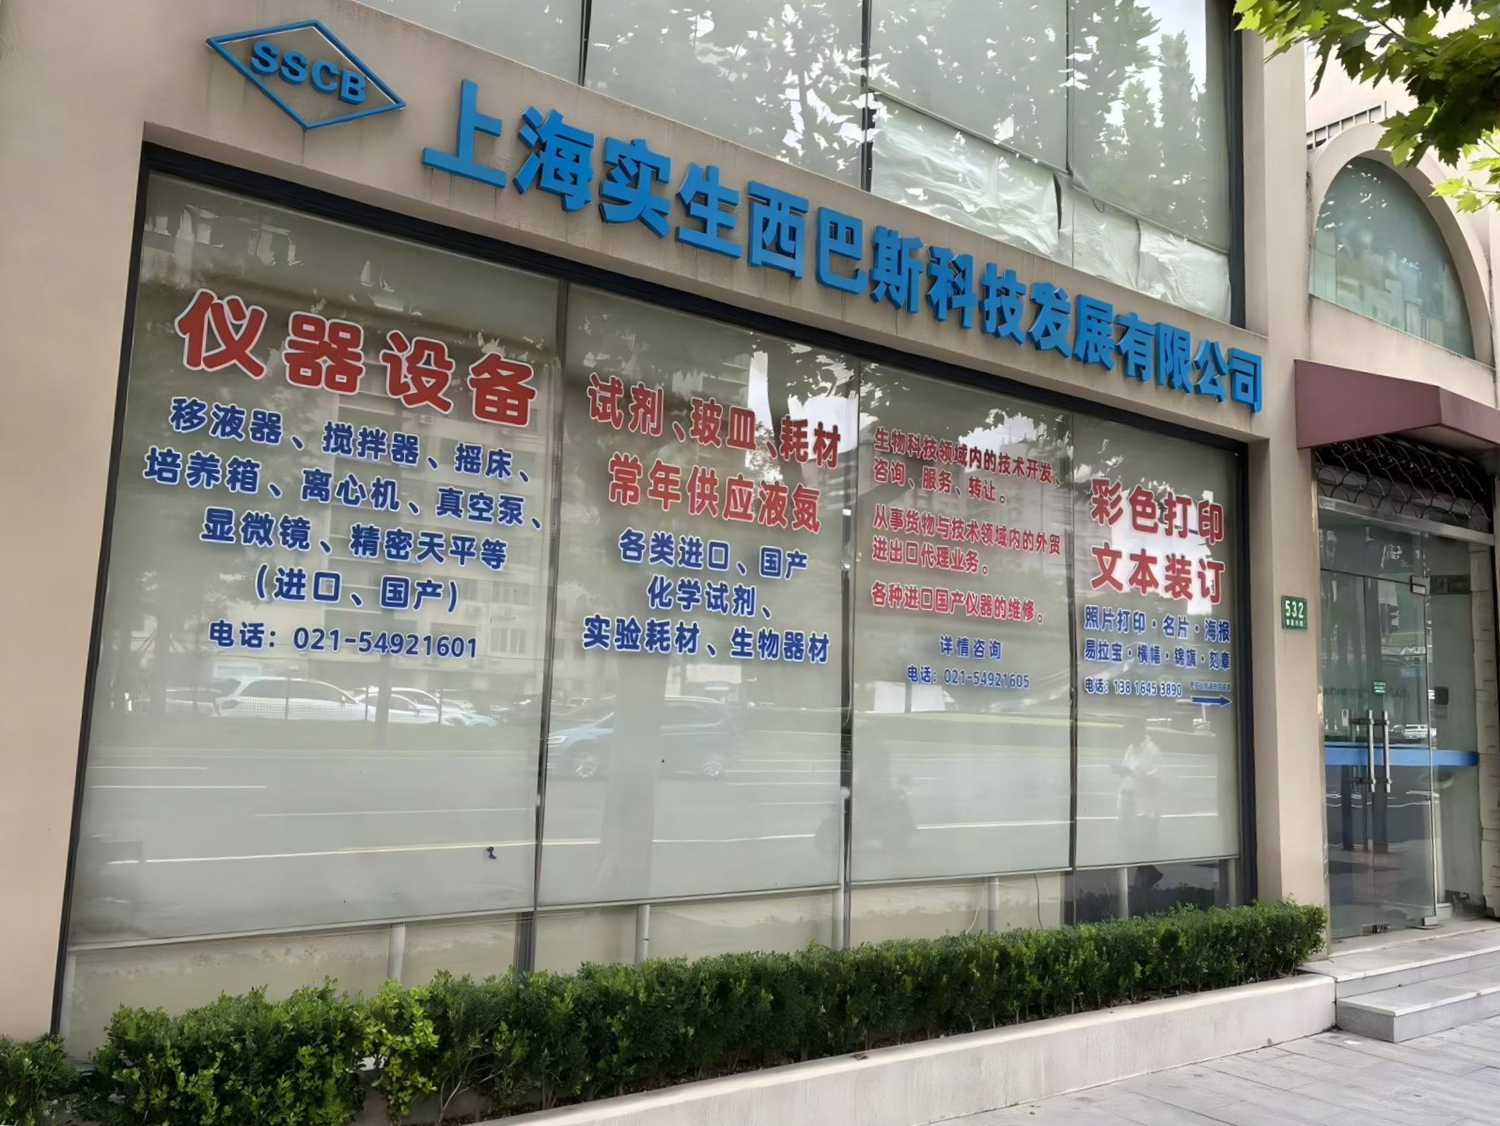 SSCB
上海实生西巴斯科技发展有限公司
仪器设备
移液器、搅拌器、摇床、
培养箱、离心机、真空泵、
显微镜、精密天平等
（进口、国产）
电话：021-54921601
试剂、玻皿、耗材
常年供应液氮
各类进口、国产
化学试剂、
实验耗材、生物器材
生物科技领域内的技术开发、
咨询、服务、转让。
从事货物与技术领域内的外贸
进出口代理业务。
各种进口国产仪器的维修。
详情咨询
电话：021-54921605
彩色打印
文本装订
照片打印·名片·海报
易拉宝·横幅·锦旗·刻章
电话：138 1645 3890
532